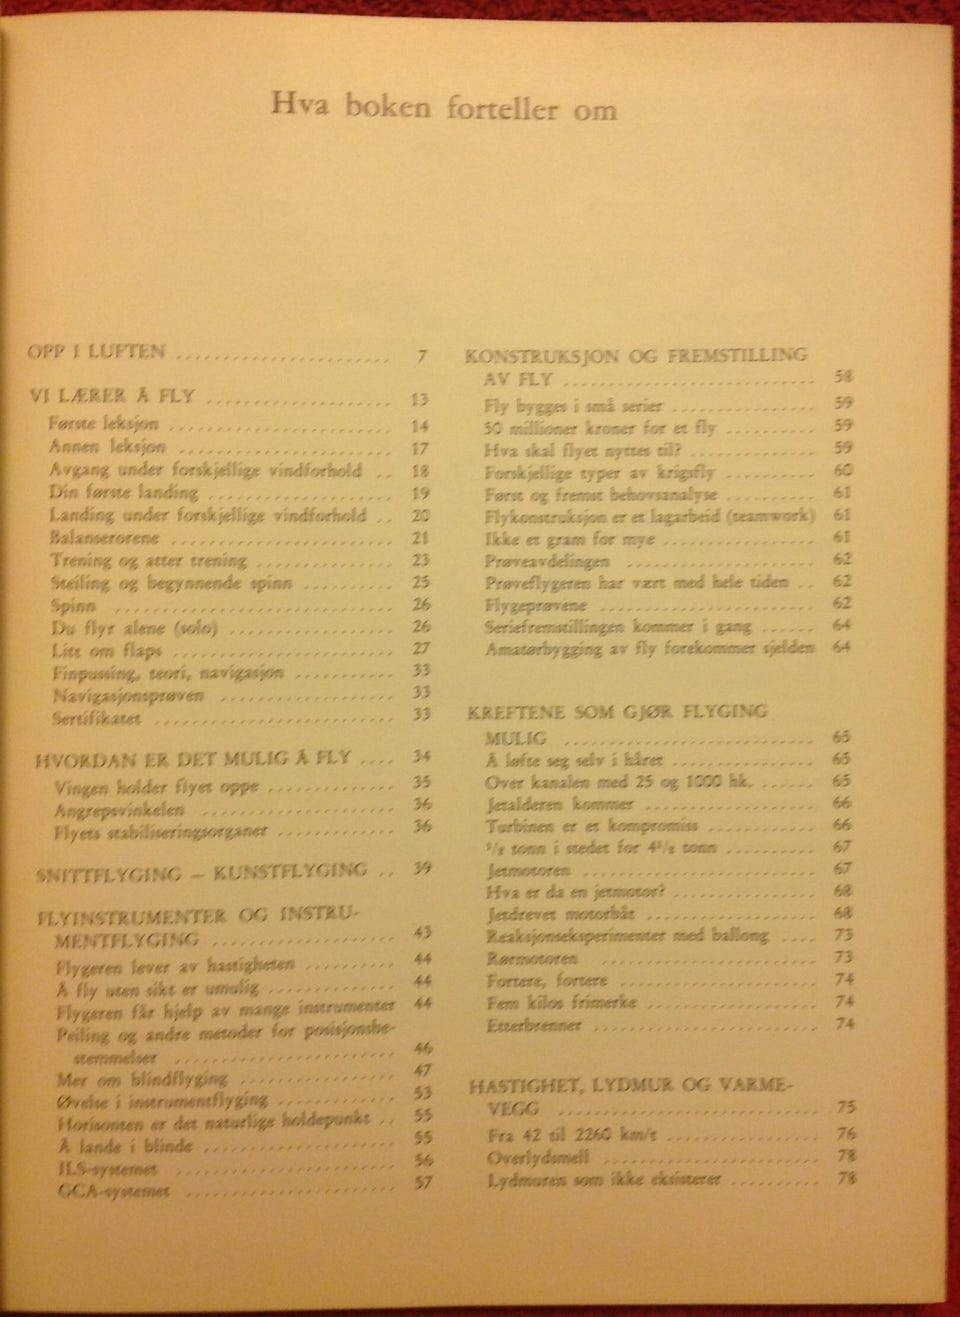 Hva boken forteller om
OPP I LUFTEN ........................ 7
VI LÆRER Å FLY ..................... 13
Første leksjon ........................ 14
Annen leksjon ........................ 17
Avgang under forskjellige vindforhold .. 18
Din første landing ..................... 19
Landing under forskjellige vindforhold .. 20
Balanserorene .......................... 21
Trening og atter trening ................ 23
Steiling og begynnende spinn .......... 25
Spinn ............................... 26
Du flyr alene (solo) .................. 26
Litt om flaps ......................... 27
Finpussing, teori, navigasjon ........... 33
Navigasjonsprøven .................... 33
Sertifikatet ........................... 33
HVORDAN ER DET MULIG Å FLY .... 34
Vingen holder flyet oppe .............. 35
Angrepsvinkelen ...................... 36
Flyets stabiliseringsorganer ............. 36
SNITTFLYGING – KUNSTFLYGING .. 39
FLYINSTRUMENTER OG INSTRU-
MENTFLYGING ..................... 43
Flygeren lever av hastigheten .......... 44
Å fly uten sikt er umulig .............. 44
Flygeren får hjelp av mange instrumenter 44
Peiling og andre metoder for posisjonsbe-
stemmelser ......................... 46
Mer om blindflyging .................. 47
Øvelse i instrumentflyging ............. 53
Horisonten er det naturlige holdepunkt .. 55
Å lande i blinde ...................... 55
ILS-systemet ......................... 56
GCA-systemet ........................ 57
KONSTRUKSJON OG FREMSTILLING
AV FLY ............................ 58
Fly bygges i små serier ................ 59
50 millioner kroner for et fly .......... 59
Hva skal flyet nyttes til? .............. 59
Forskjellige typer av krigsfly .......... 60
Først og fremst behovsanalyse .......... 61
Flykonstruksjon er et lagarbeid (teamwork) 61
Ikke et gram for mye ................. 61
Prøveavdelingen ..................... 62
Prøveflygeren har vært med hele tiden .. 62
Flygeprøvene ........................ 62
Seriefremstillingen kommer i gang ...... 64
Amatørbygging av fly forekommer sjelden 64
KREFTENE SOM GJØR FLYGING
MULIG ............................ 65
Å løfte seg selv i håret ................. 65
Over kanalen med 25 og 1000 hk. ...... 65
Jetalderen kommer ................... 66
Turbinen er et kompromiss ............ 66
tonn i stedet for tonn .......... 67
Jetmotoren .......................... 67
Hva er da en jetmotor? ................ 68
Jetdrevet motorbåt ................... 68
Reaksjonseksperimenter med ballong .... 73
Rørmotoren ......................... 73
Fortere, fortere ....................... 74
Fem kilos frimerke ................... 74
Etterbrenner ......................... 74
HASTIGHET, LYDMUR OG VARME-
VEGG ............................. 75
Fra 42 til 2260 km/t ................. 76
Overlydsmell ........................ 78
Lydmuren som ikke eksisterer .......... 78